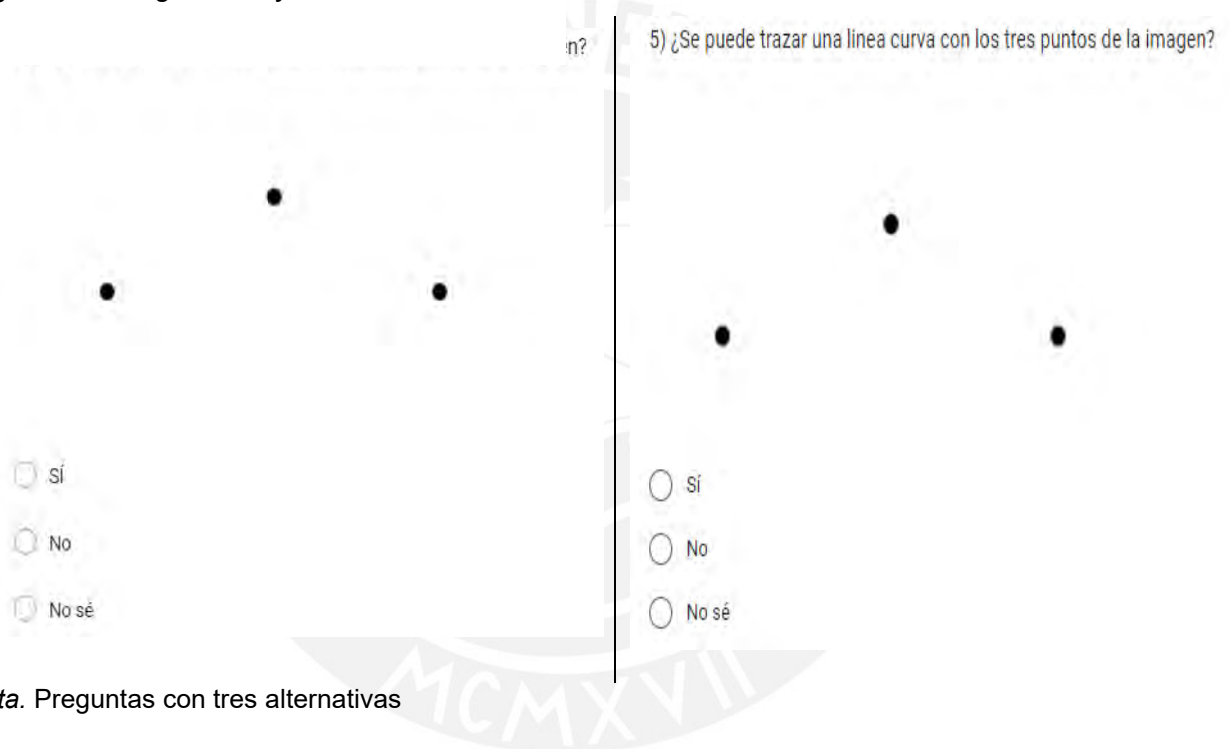 5) ¿Se puede trazar una linea curva con los tres puntos de la imagen?
Sí
No
No sé
Sí
No
No sé
Preguntas con tres alternativas
MCMXVII